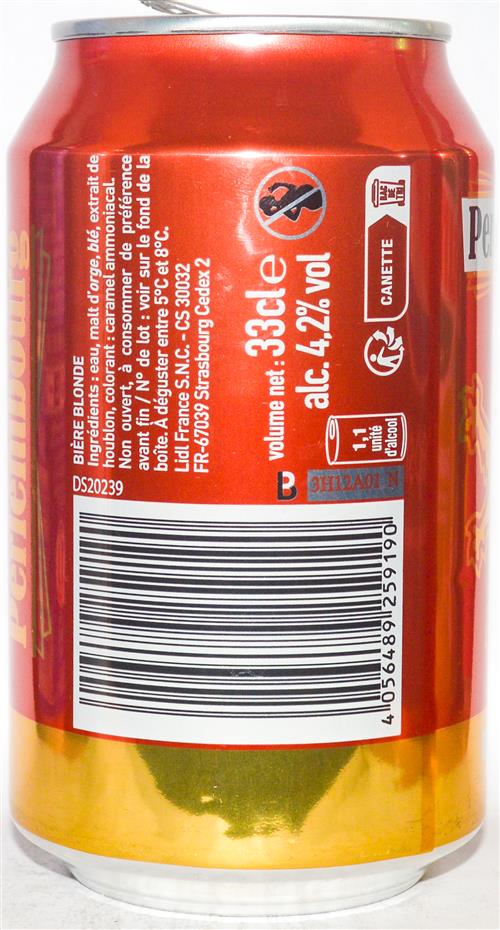 BIÈRE BLONDE
Ingrédients : eau, malt d'orge, blé, extrait de
houblon, colorant : caramel ammoniacal.
Non ouvert, à consommer de préférence
avant fin / N° de lot : voir sur le fond de la
boîte. À déguster entre 5°C et 8°C.
Lidl France S.N.C. - CS 30032
FR-67039 Strasbourg Cedex 2
volume net : 33cl e
alc. 4,2% vol
CANETTE
1,1
unité
d'alcool
DS20239
B
3H12A01 N
4 056489 259190
Pe